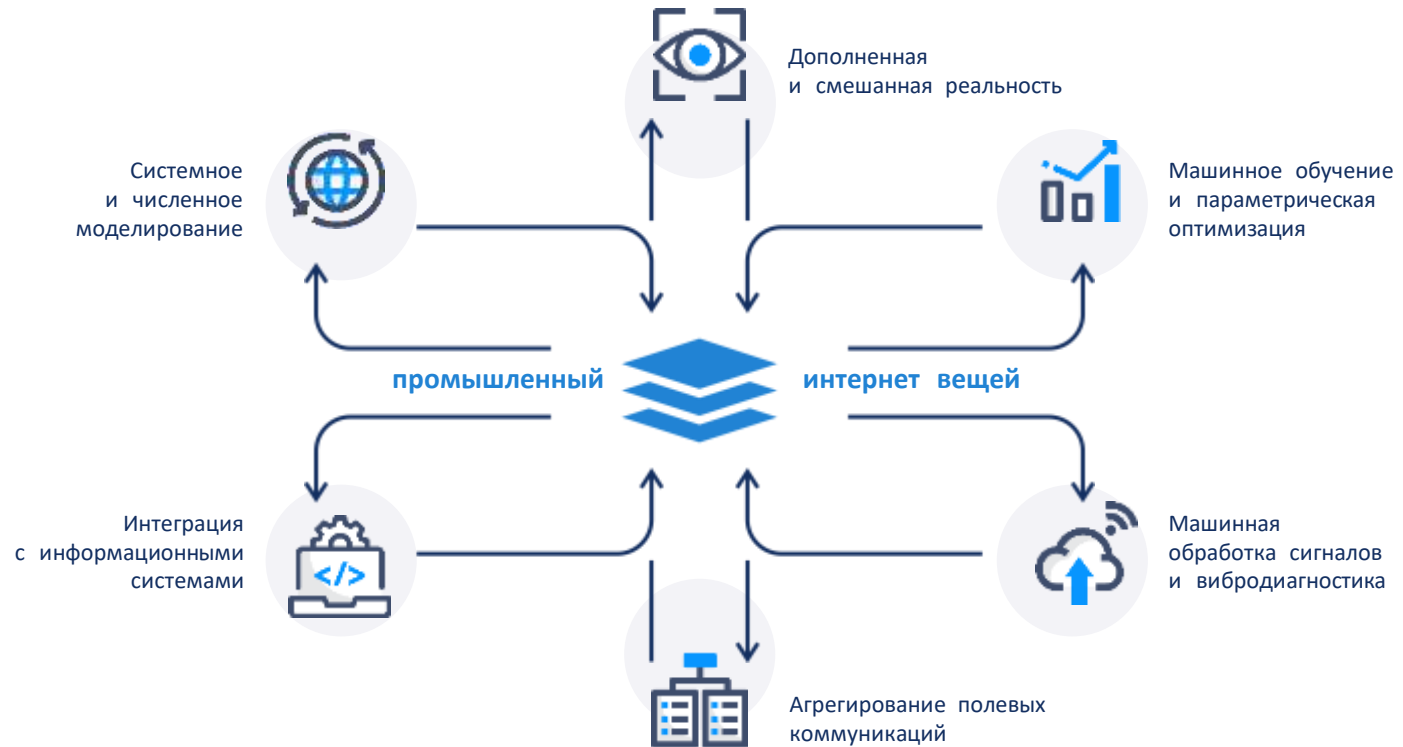 Дополненная
и смешанная реальность
Системное
и численное
моделирование
Машинное обучение
и параметрическая
оптимизация
промышленный интернет вещей
Интеграция
с информационными
системами
</>
Машинная
обработка сигналов
и вибродиагностика
Агрегирование полевых
коммуникаций